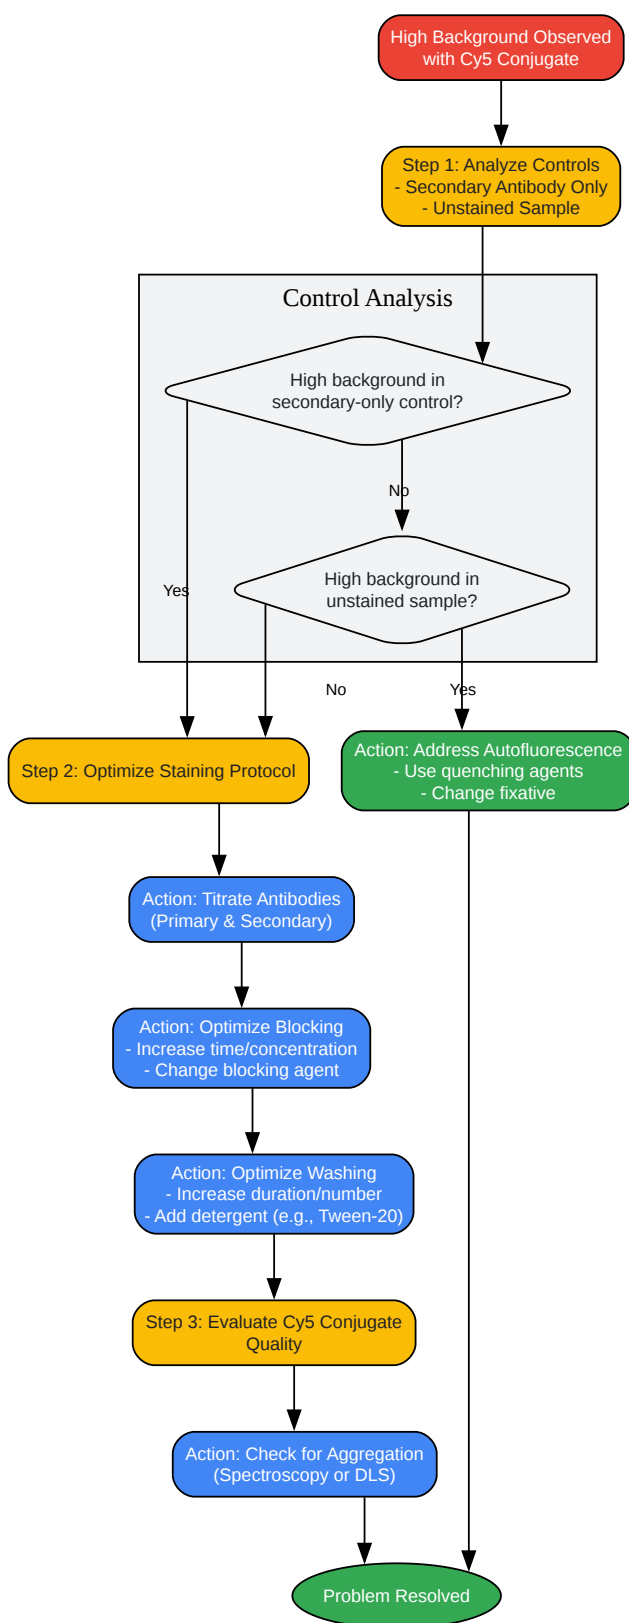 High Background Observed
with Cy5 Conjugate
Step 1: Analyze Controls
- Secondary Antibody Only
- Unstained Sample
Control Analysis
High background in
secondary-only control?
No
High background in
unstained sample?
Yes
No
Yes
Step 2: Optimize Staining Protocol
Action: Address Autofluorescence
- Use quenching agents
- Change fixative
Action: Titrate Antibodies
(Primary & Secondary)
Action: Optimize Blocking
- Increase time/concentration
- Change blocking agent
Action: Optimize Washing
- Increase duration/number
- Add detergent (e.g., Tween-20)
Step 3: Evaluate Cy5 Conjugate
Quality
Action: Check for Aggregation
(Spectroscopy or DLS)
Problem Resolved